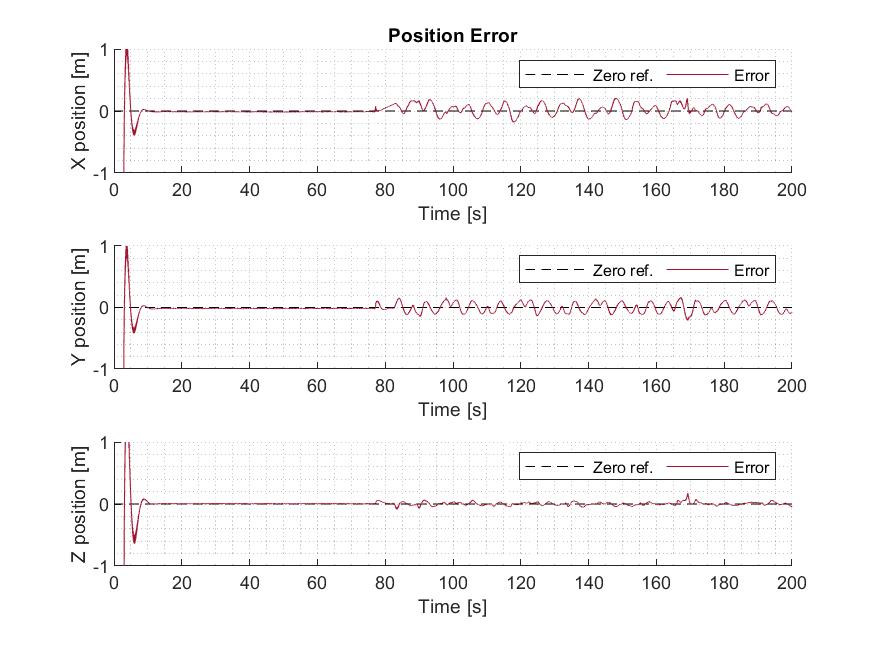 Position Error
X position [m]
1
0
-1
Zero ref. Error
0 20 40 60 80 100 120 140 160 180 200
Time [s]
Y position [m]
1
0
-1
Zero ref. Error
0 20 40 60 80 100 120 140 160 180 200
Time [s]
Z position [m]
1
0
-1
Zero ref. Error
0 20 40 60 80 100 120 140 160 180 200
Time [s]